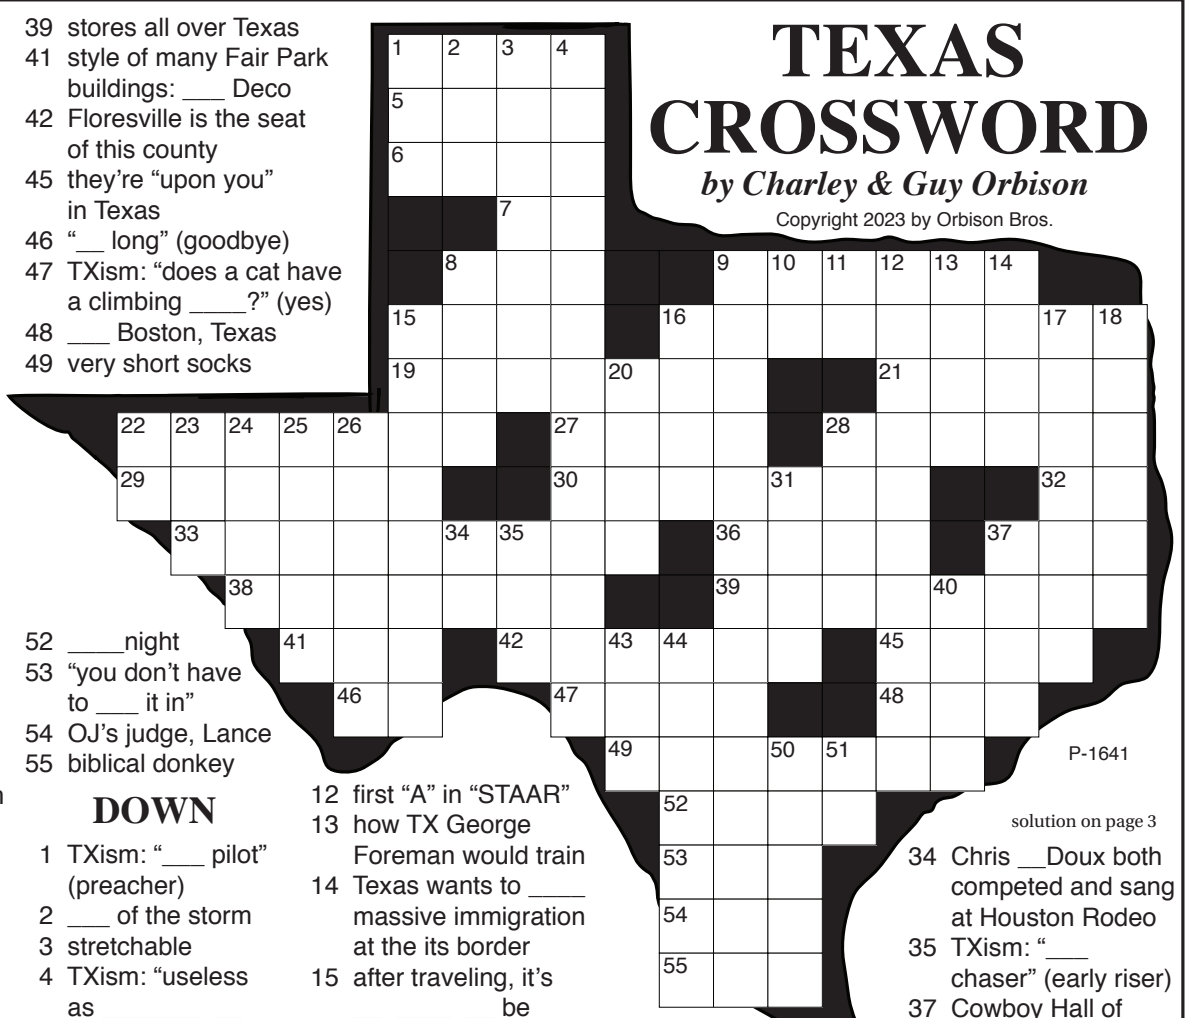 39 stores all over Texas
41 style of many Fair Park
buildings: ___ Deco
42 Floresville is the seat
of this county
45 they're “upon you”
in Texas
46 “__ long” (goodbye)
47 TXism: “does a cat have
a climbing ____?” (yes)
48 ___ Boston, Texas
49 very short socks
TEXAS
CROSSWORD
by Charley & Guy Orbison
Copyright 2023 by Orbison Bros.
1 2 3 4
5
6
7
8 9 10 11 12 13 14
15 16 17 18
19 20 21
22 23 24 25 26 27 28
29 30 31 32
33 34 35 36 37
38 39 40
41 42 43 44 45
46 47 48
49 50 51
52
53
54
55
52 ____night
53 “you don't have
to ___ it in”
54 OJ's judge, Lance
55 biblical donkey
DOWN
1 TXism: “___ pilot”
(preacher)
2 ___ of the storm
3 stretchable
4 TXism: “useless
as
12 first “A” in “STAAR”
13 how TX George
Foreman would train
14 Texas wants to ____
massive immigration
at the its border
15 after traveling, it's
be
P-1641
solution on page 3
34 Chris __Doux both
competed and sang
at Houston Rodeo
35 TXism: “___
chaser” (early riser)
37 Cowboy Hall of